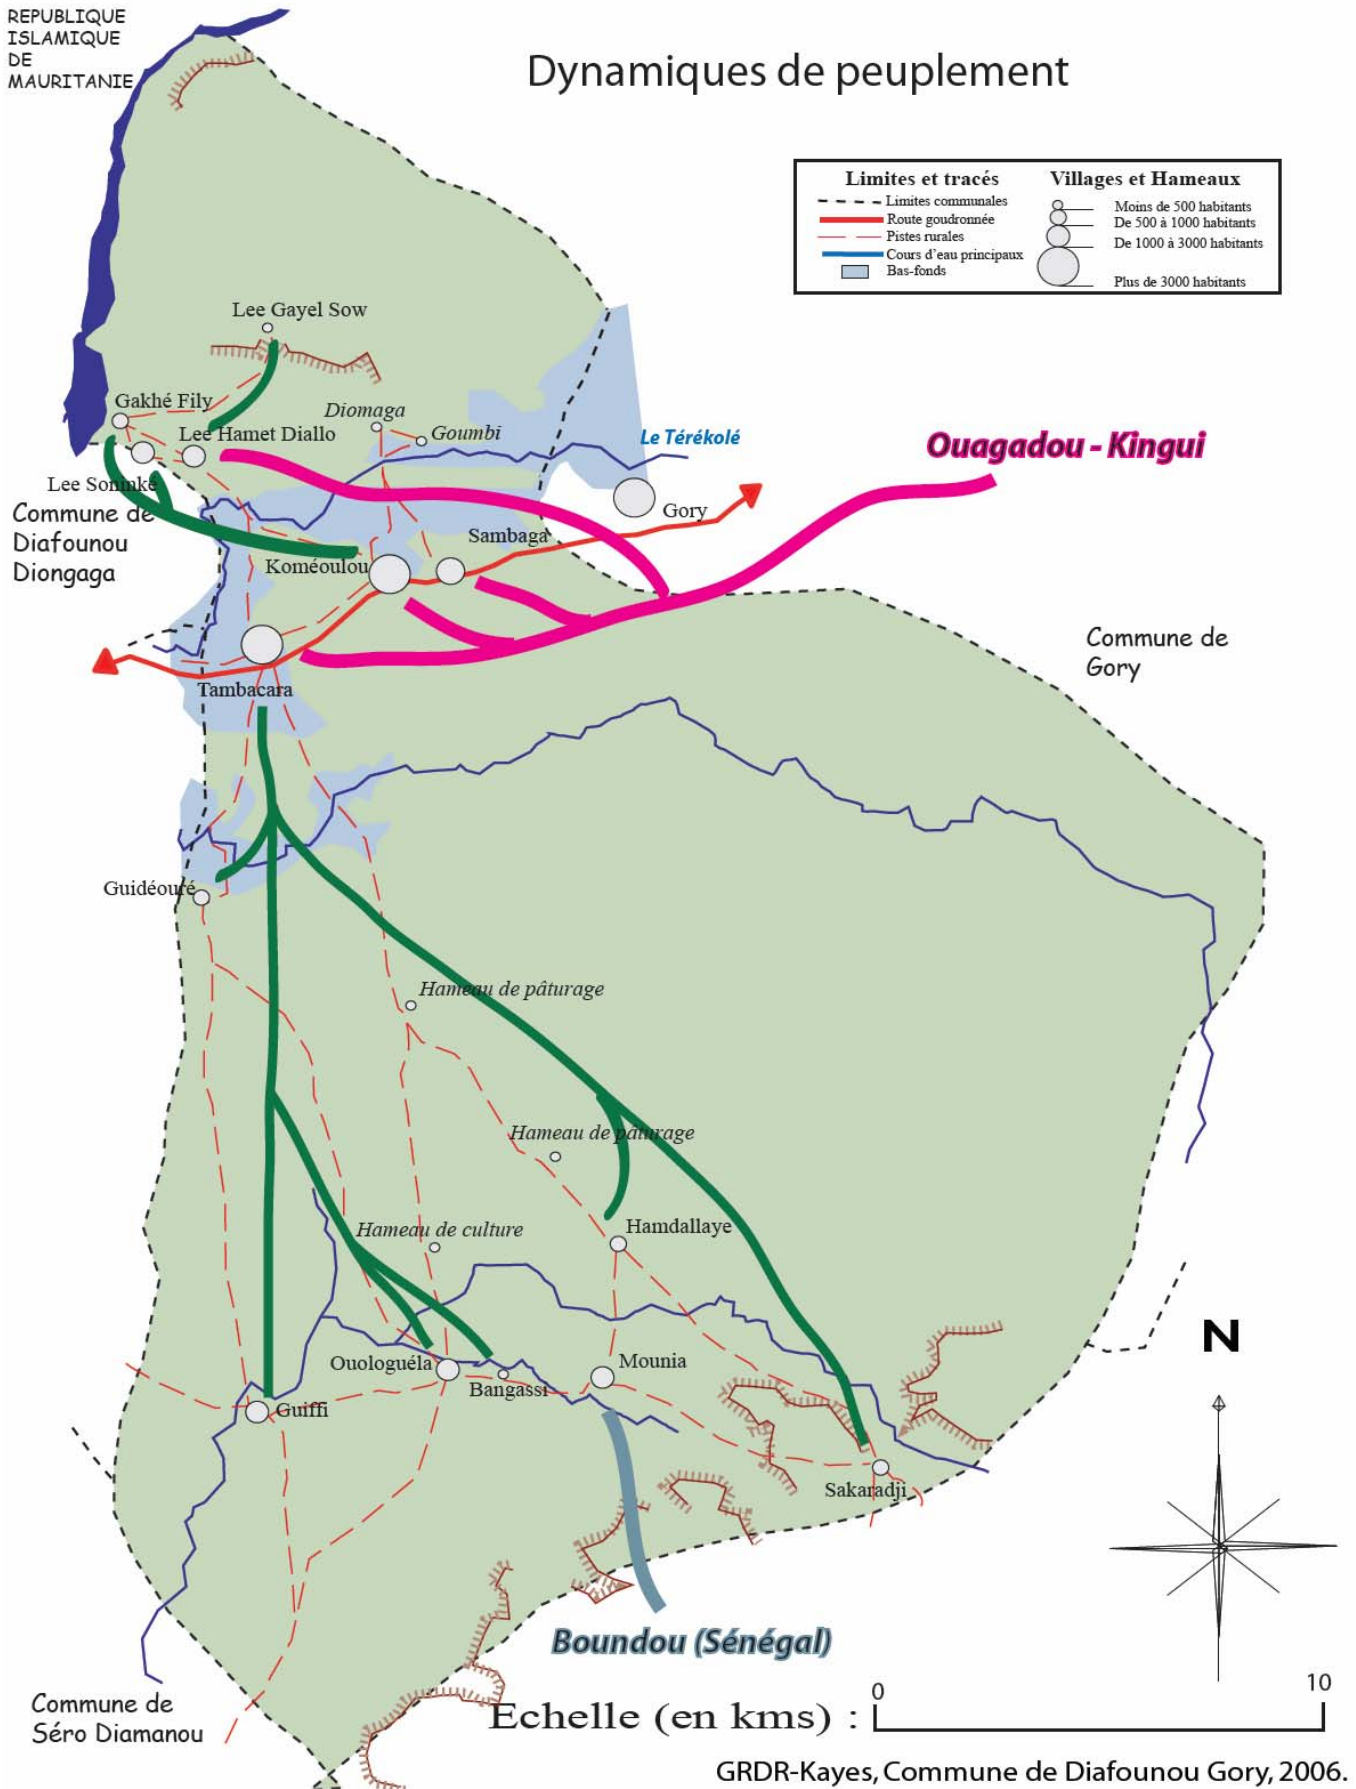 REPUBLIQUE
ISLAMIQUE
DE
MAURITANIE
Dynamiques de peuplement
Limites et tracés
Limites communales
Route goudronnée
Pistes rurales
Cours d'eau principaux
Bas-fonds
Villages et Hameaux
Moins de 500 habitants
De 500 à 1000 habitants
De 1000 à 3000 habitants
Plus de 3000 habitants
Lee Gayel Sow
Gakhé Fily
Diomaga
Lee Hamet Diallo
Goumbi
Le Térékolé
Ouagadou - Kingui
Lee Soninké
Commune de
Diafounou
Diongaga
Gory
Sambaga
Koméoulou
Commune de
Gory
Tambacara
Guidéouré
Hameau de pâturage
Hameau de pâturage
Hameau de culture
Hamdallaye
N
Ouologuéla
Mounia
Bangassi
Guiffi
Sakaradji
Boundou (Sénégal)
Commune de
Séro Diamanou
Echelle (en kms) :
0
10
GRDR-Kayes, Commune de Diafounou Gory, 2006.